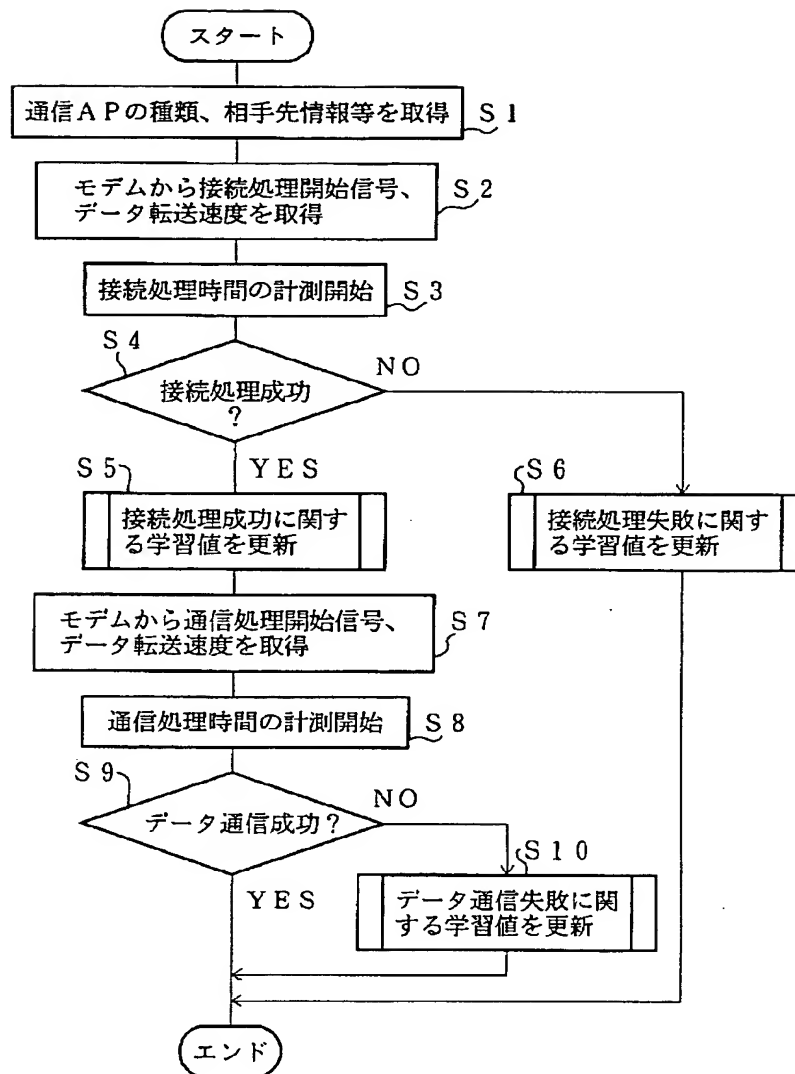 スタート
通信APの種類、相手先情報等を取得
S1
モデムから接続処理開始信号、
データ転送速度を取得
S2
接続処理時間の計測開始
S3
S4
接続処理成功
?
NO
YES
S5
接続処理成功に関す
る学習値を更新
S6
接続処理失敗に関す
る学習値を更新
モデムから通信処理開始信号、
データ転送速度を取得
S7
通信処理時間の計測開始
S8
S9
データ通信成功?
NO
YES
S10
データ通信失敗に関
する学習値を更新
エンド